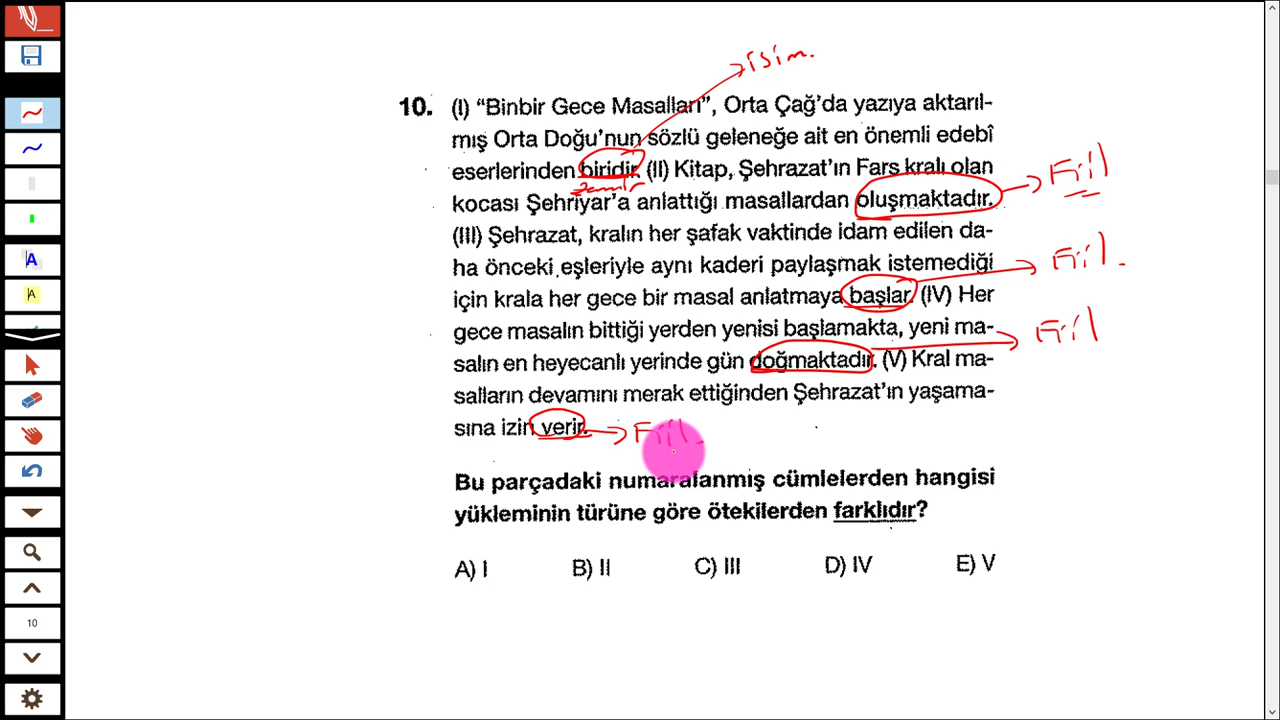 isim.
10. (I) “Binbir Gece Masalları”, Orta Çağ’da yazıya aktarıl-
mış Orta Doğu’nun sözlü geleneğe ait en önemli edebî
eserlerinden biridir. (II) Kitap, Şehrazat’ın Fars kralı olan
zamir
Fiil
kocası Şehriyar’a anlattığı masallardan oluşmaktadır.
(III) Şehrazat, kralın her şafak vaktinde idam edilen da-
Fiil.
ha önceki eşleriyle aynı kaderi paylaşmak istemediği
için krala her gece bir masal anlatmaya başlar. (IV) Her
gece masalın bittiği yerden yenisi başlamakta, yeni ma-
Fiil
salın en heyecanlı yerinde gün doğmaktadır. (V) Kral ma-
salların devamını merak ettiğinden Şehrazat’ın yaşama-
sına izin verir.
Fiil.
Bu parçadaki numaralanmış cümlelerden hangisi
yükleminin türüne göre ötekilerden farklıdır?
A) I B) II C) III D) IV E) V
A
A
10